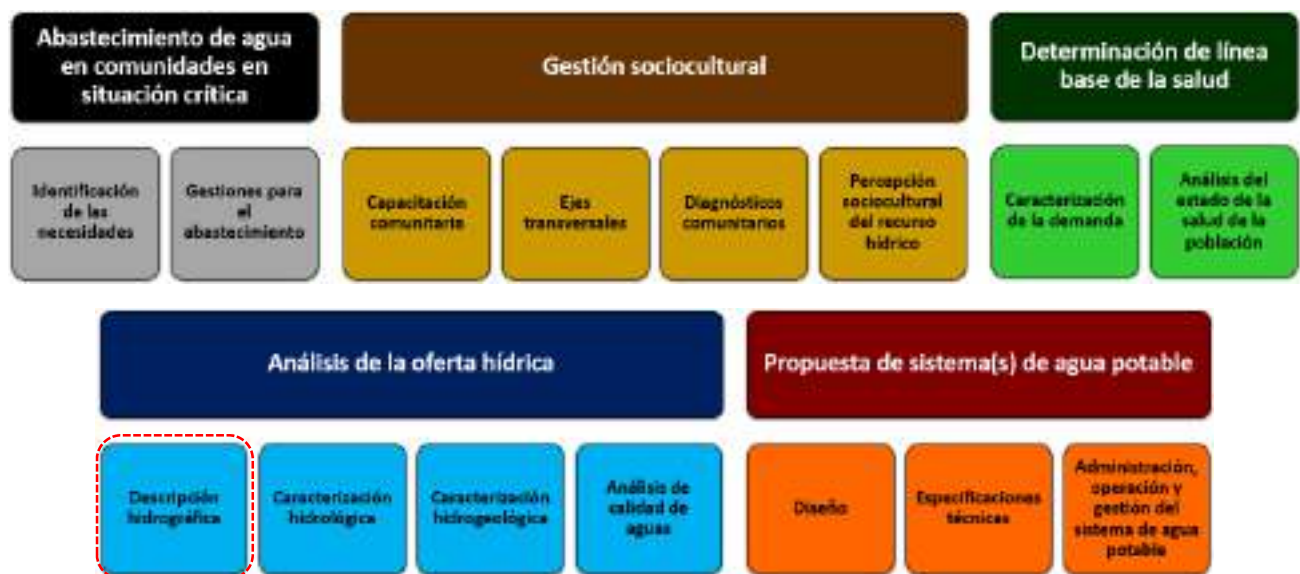 Abastecimiento de agua
en comunidades en
situación crítica
Gestión sociocultural
Determinación de línea
base de la salud
Identificación
de las
necesidades
Gestiones para
el
abastecimiento
Capacitación
comunitaria
Ejes
transversales
Diagnósticos
comunitarios
Percepción
sociocultural
del recurso
hídrico
Caracterización
de la demanda
Análisis del
estado de la
salud de la
población
Análisis de la oferta hídrica
Propuesta de sistema(s) de agua potable
Descripción
hidrográfica
Caracterización
hidrológica
Caracterización
hidrogeológica
Análisis de
calidad de
aguas
Diseño
Especificaciones
técnicas
Administración,
operación y
gestión del
sistema de agua
potable